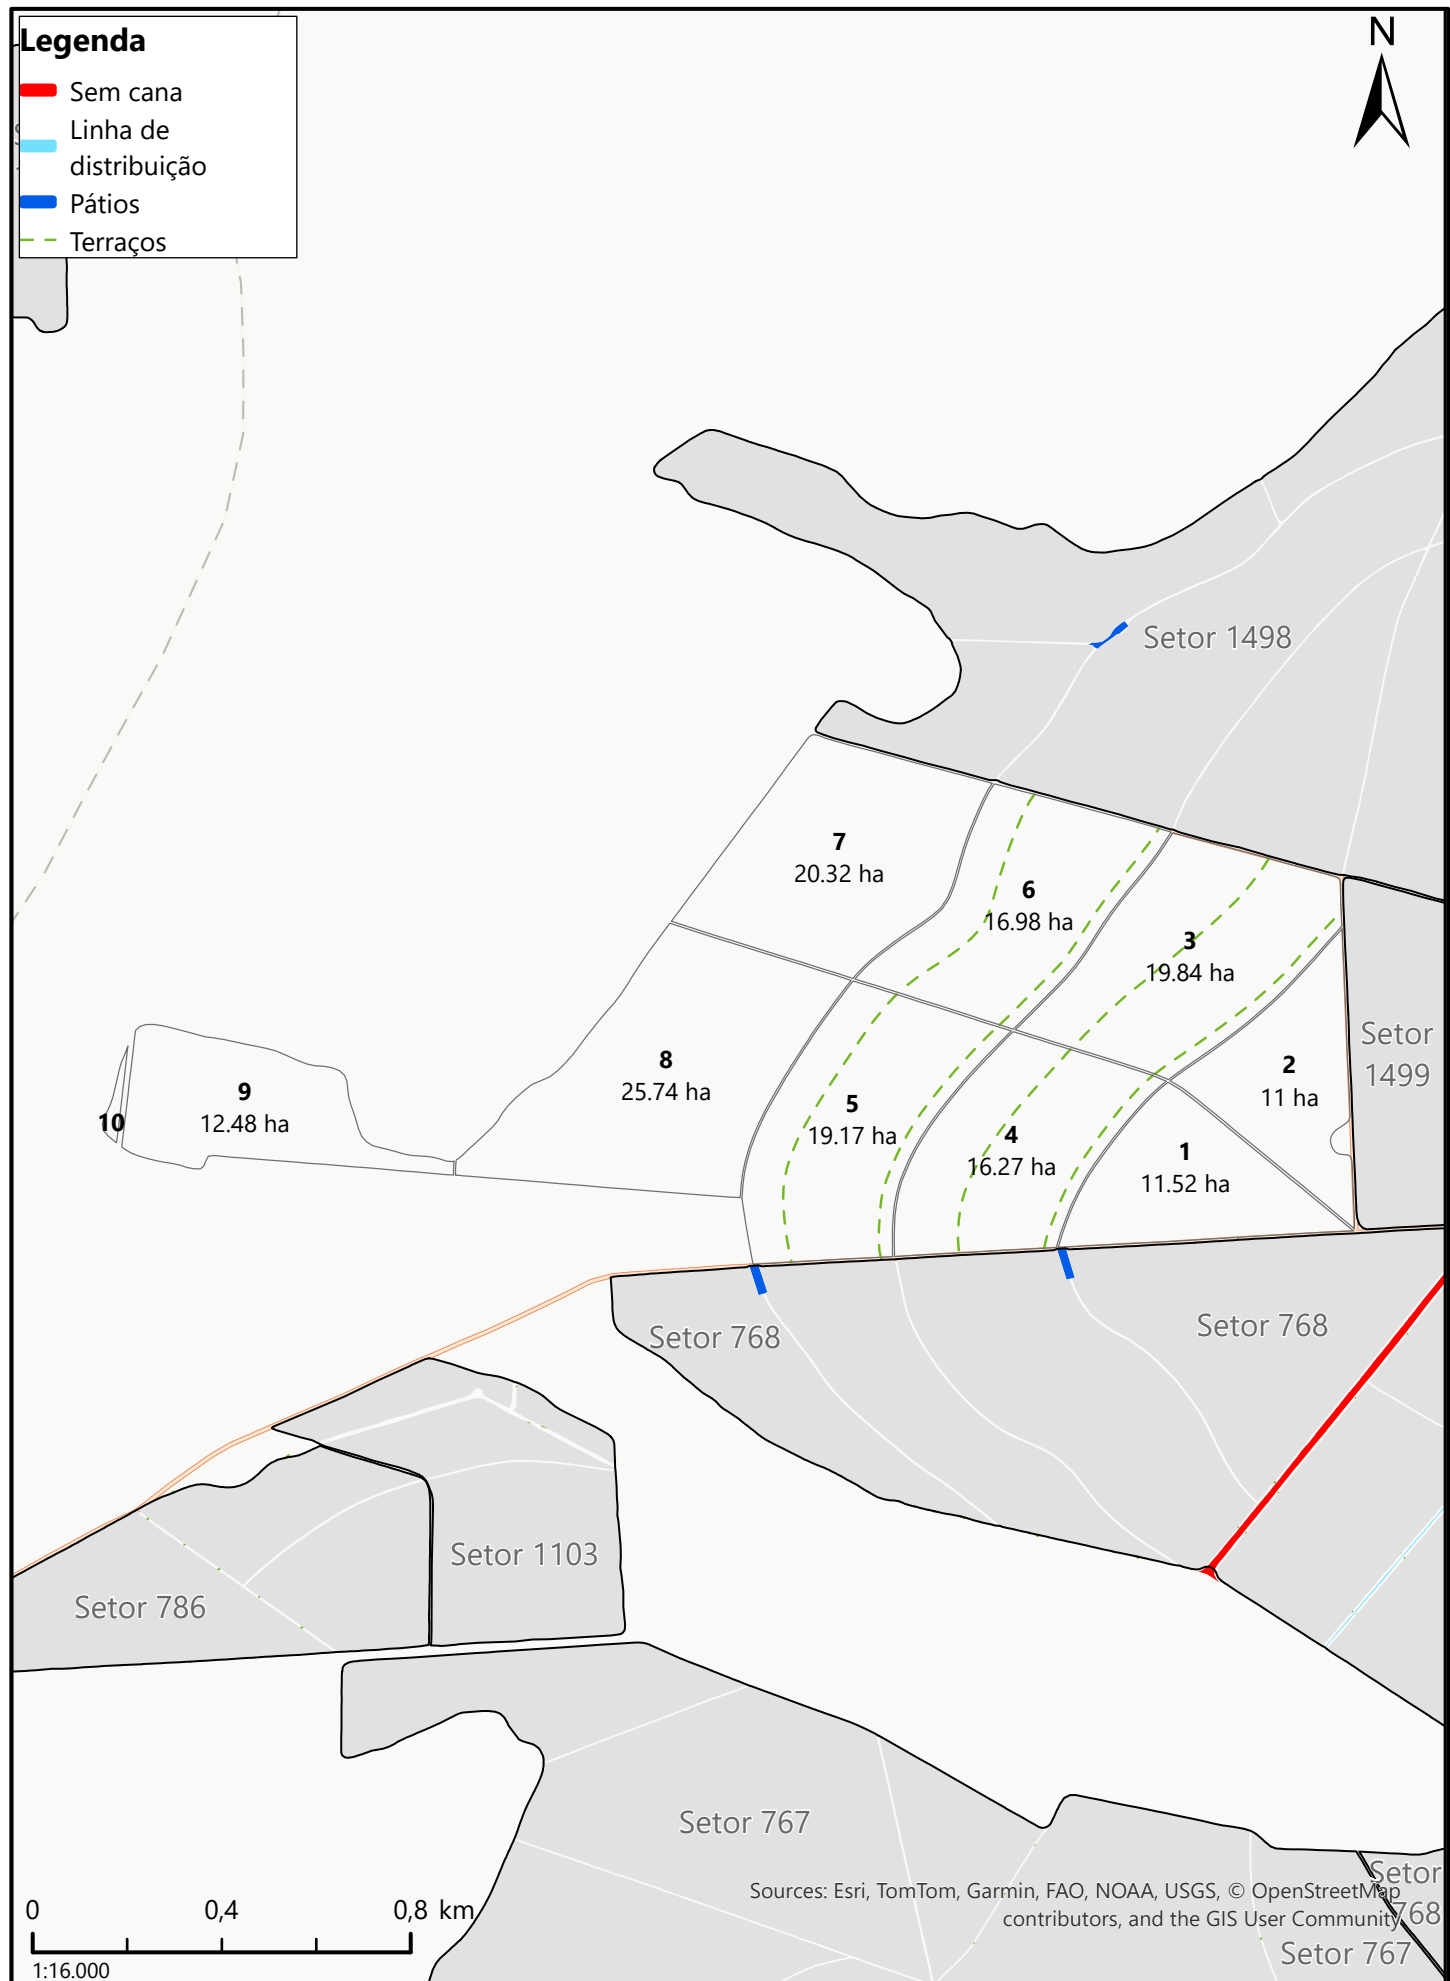 Legenda
Sem cana
Linha de
distribuição
Pátios
Terraços
N
Setor 1498
7
20.32 ha
6
16.98 ha
3
19.84 ha
Setor
1499
8
25.74 ha
2
11 ha
9
12.48 ha
10
5
19.17 ha
4
16.27 ha
1
11.52 ha
Setor 768
Setor 768
Setor 1103
Setor 786
Setor 767
Setor
768
Sources: Esri, TomTom, Garmin, FAO, NOAA, USGS, © OpenStreetMap
contributors, and the GIS User Community
Setor 767
0 0,4 0,8 km
1:16.000